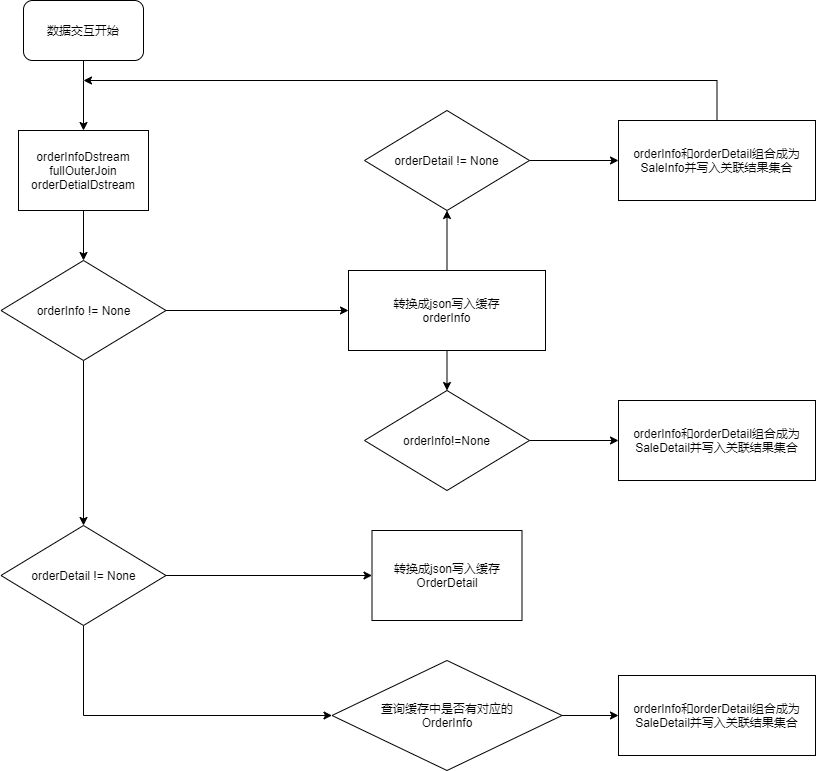 数据交互开始
orderInfoDstream
fullOuterJoin
orderDetialDstream
orderDetail != None
orderInfo和orderDetail组合成为
SaleInfo并写入关联结果集合
orderInfo != None
转换成json写入缓存
orderInfo
orderInfo!=None
orderInfo和orderDetail组合成为
SaleDetail并写入关联结果集合
orderDetail != None
转换成json写入缓存
OrderDetail
查询缓存中是否有对应的
OrderInfo
orderInfo和orderDetail组合成为
SaleDetail并写入关联结果集合